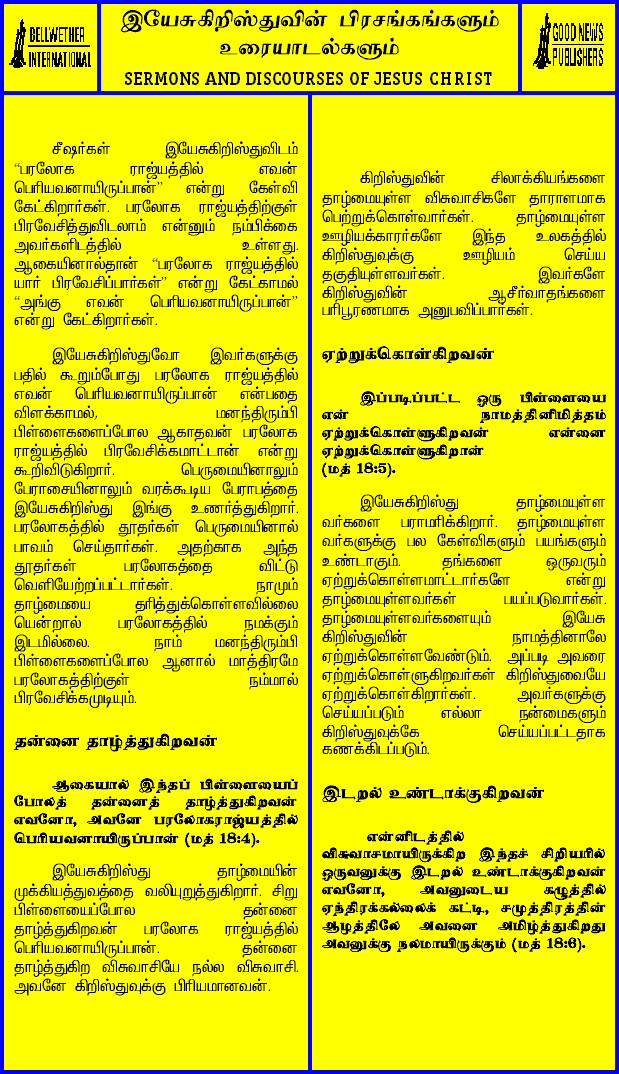 BELLWETHER
INTERNATIONAL
இயேசுகிறிஸ்துவின் பிரசங்கங்களும்
உரையாடல்களும்
SERMONS AND DISCOURSES OF JESUS CHRIST
GOOD NEWS
PUBLISHERS
சீஷர்கள் இயேசுகிறிஸ்துவிடம்
“பரலோக ராஜ்யத்தில் எவன்
பெரியவனாயிருப்பான்” என்று கேள்வி
கேட்கிறார்கள். பரலோக ராஜ்யத்திற்குள்
பிரவேசித்துவிடலாம் என்னும் நம்பிக்கை
அவர்களிடத்தில் உள்ளது.
ஆகையினால்தான் “பரலோக ராஜ்யத்தில்
யார் பிரவேசிப்பார்கள்” என்று கேட்காமல்
“அங்கு எவன் பெரியவனாயிருப்பான்”
என்று கேட்கிறார்கள்.
இயேசுகிறிஸ்துவோ இவர்களுக்கு
பதில் கூறும்போது பரலோக ராஜ்யத்தில்
எவன் பெரியவனாயிருப்பான் என்பதை
விளக்காமல், மனந்திரும்பி
பிள்ளைகளைப்போல ஆகாதவன் பரலோக
ராஜ்யத்தில் பிரவேசிக்கமாட்டான் என்று
கூறிவிடுகிறார். பெருமையினாலும்
பேராசையினாலும் வரக்கூடிய பேராபத்தை
இயேசுகிறிஸ்து இங்கு உணர்த்துகிறார்.
பரலோகத்தில் தூதர்கள் பெருமையினால்
பாவம் செய்தார்கள். அதற்காக அந்த
தூதர்கள் பரலோகத்தை விட்டு
வெளியேற்றப்பட்டார்கள். நாமும்
தாழ்மையை தரித்துக்கொள்ளவில்லை
யென்றால் பரலோகத்தில் நமக்கும்
இடமில்லை. நாம் மனந்திரும்பி
பிள்ளைகளைப்போல ஆனால் மாத்திரமே
பரலோகத்திற்குள் நம்மால்
பிரவேசிக்கமுடியும்.
தன்னை தாழ்த்துகிறவன்
ஆகையால் இந்தப் பிள்ளையைப்
போலத் தன்னைத் தாழ்த்துகிறவன்
எவனோ, அவனே பரலோகராஜ்யத்தில்
பெரியவனாயிருப்பான் (மத் 18:4).
இயேசுகிறிஸ்து தாழ்மையின்
முக்கியத்துவத்தை வலியுறுத்துகிறார். சிறு
பிள்ளையைப்போல தன்னை
தாழ்த்துகிறவன் பரலோக ராஜ்யத்தில்
பெரியவனாயிருப்பான். தன்னை
தாழ்த்துகிற விசுவாசியே நல்ல விசுவாசி.
அவனே கிறிஸ்துவுக்கு பிரியமானவன்.
கிறிஸ்துவின் சிலாக்கியங்களை
தாழ்மையுள்ள விசுவாசிகளே தாராளமாக
பெற்றுக்கொள்வார்கள். தாழ்மையுள்ள
ஊழியக்காரர்களே இந்த உலகத்தில்
கிறிஸ்துவுக்கு ஊழியம் செய்ய
தகுதியுள்ளவர்கள். இவர்களே
கிறிஸ்துவின் ஆசீர்வாதங்களை
பரிபூரணமாக அனுபவிப்பார்கள்.
ஏற்றுக்கொள்கிறவன்
இப்படிப்பட்ட ஒரு பிள்ளையை
என் நாமத்தினிமித்தம்
ஏற்றுக்கொள்ளுகிறவன் என்னை
ஏற்றுக்கொள்ளுகிறான்
(மத் 18:5).
இயேசுகிறிஸ்து தாழ்மையுள்ள
வர்களை பராமரிக்கிறார். தாழ்மையுள்ள
வர்களுக்கு பல கேள்விகளும் பயங்களும்
உண்டாகும். தங்களை ஒருவரும்
ஏற்றுக்கொள்ளமாட்டார்களே என்று
தாழ்மையுள்ளவர்கள் பயப்படுவார்கள்.
தாழ்மையுள்ளவர்களையும் இயேசு
கிறிஸ்துவின் நாமத்தினாலே
ஏற்றுக்கொள்ளவேண்டும். அப்படி அவரை
ஏற்றுக்கொள்ளுகிறவர்கள் கிறிஸ்துவையே
ஏற்றுக்கொள்கிறார்கள். அவர்களுக்கு
செய்யப்படும் எல்லா நன்மைகளும்
கிறிஸ்துவுக்கே செய்யப்பட்டதாக
கணக்கிடப்படும்.
இடறல் உண்டாக்குகிறவன்
என்னிடத்தில்
விசுவாசமாயிருக்கிற இந்தச் சிறியரில்
ஒருவனுக்கு இடறல் உண்டாக்குகிறவன்
எவனோ, அவனுடைய கழுத்தில்
ஏந்திரக்கல்லைக் கட்டி, சமுத்திரத்தின்
ஆழத்திலே அவனை அமிழ்த்துகிறது
அவனுக்கு நலமாயிருக்கும் (மத் 18:6).